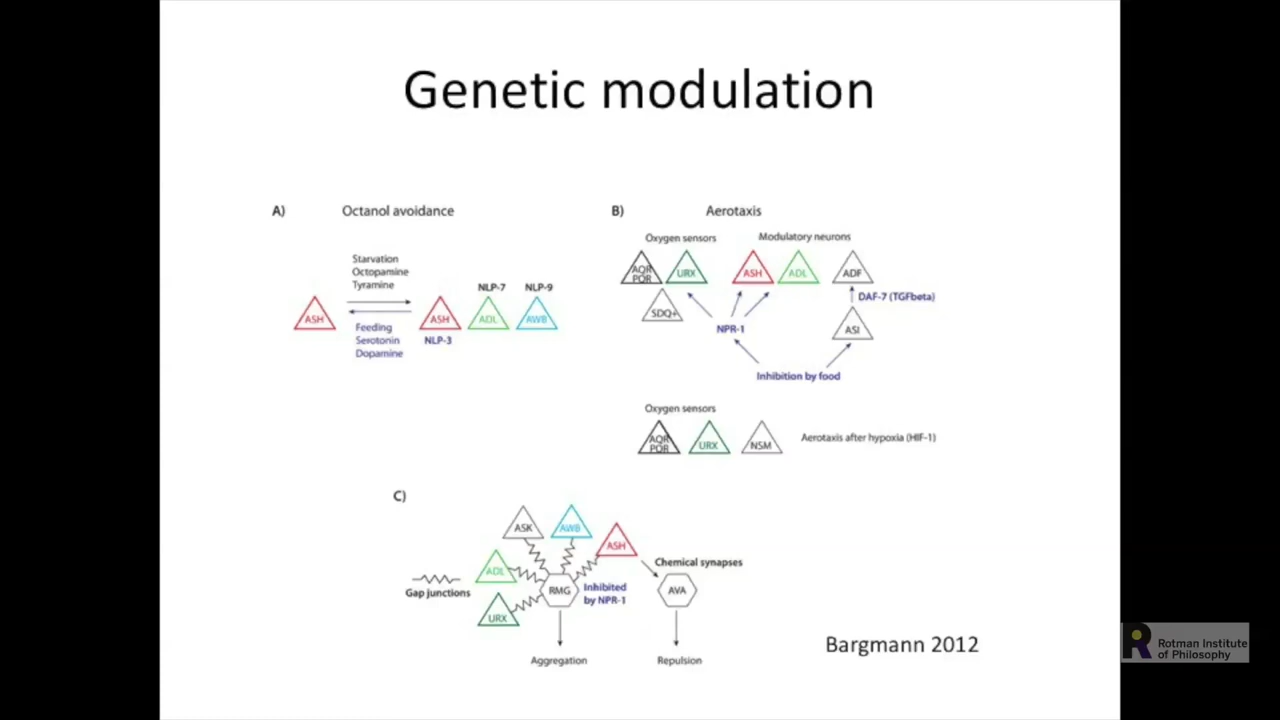 Genetic modulation
A) Octanol avoidance
Starvation
Octopamine
Tyramine
NLP-7 NLP-9
ASH ASH ADL AWB
Feeding
Serotonin
Dopamine
NLP-3
B) Aerotaxis
Oxygen sensors Modulatory neurons
AQR
PQR
URX ASH ADL ADF
DAF-7 (TGFbeta)
SDQ+
NPR-1
ASI
Inhibition by food
Oxygen sensors
AQR
PQR
URX NSM
Aerotaxis after hypoxia (HIF-1)
C)
ASK AWB ASH
Chemical synapses
ADL
Gap junctions
RMG
Inhibited
by NPR-1
AVA
URX
Aggregation Repulsion
Bargmann 2012
Rotman Institute
of Philosophy